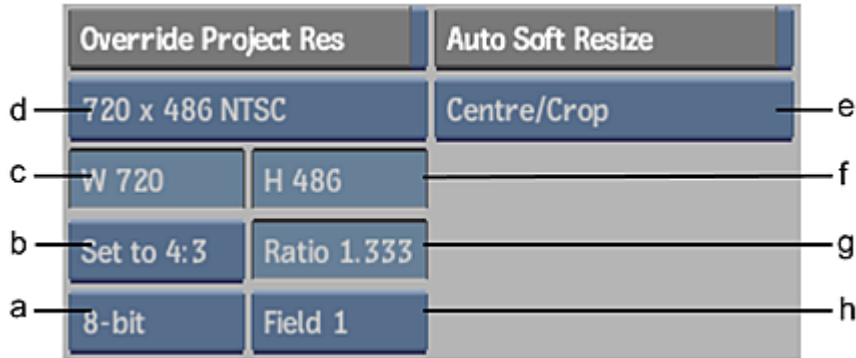 Override Project Res Auto Soft Resize
d 720 x 486 NTSC Centre/Crop e
c W 720 H 486 f
b Set to 4:3 Ratio 1.333 g
a 8-bit Field 1 h